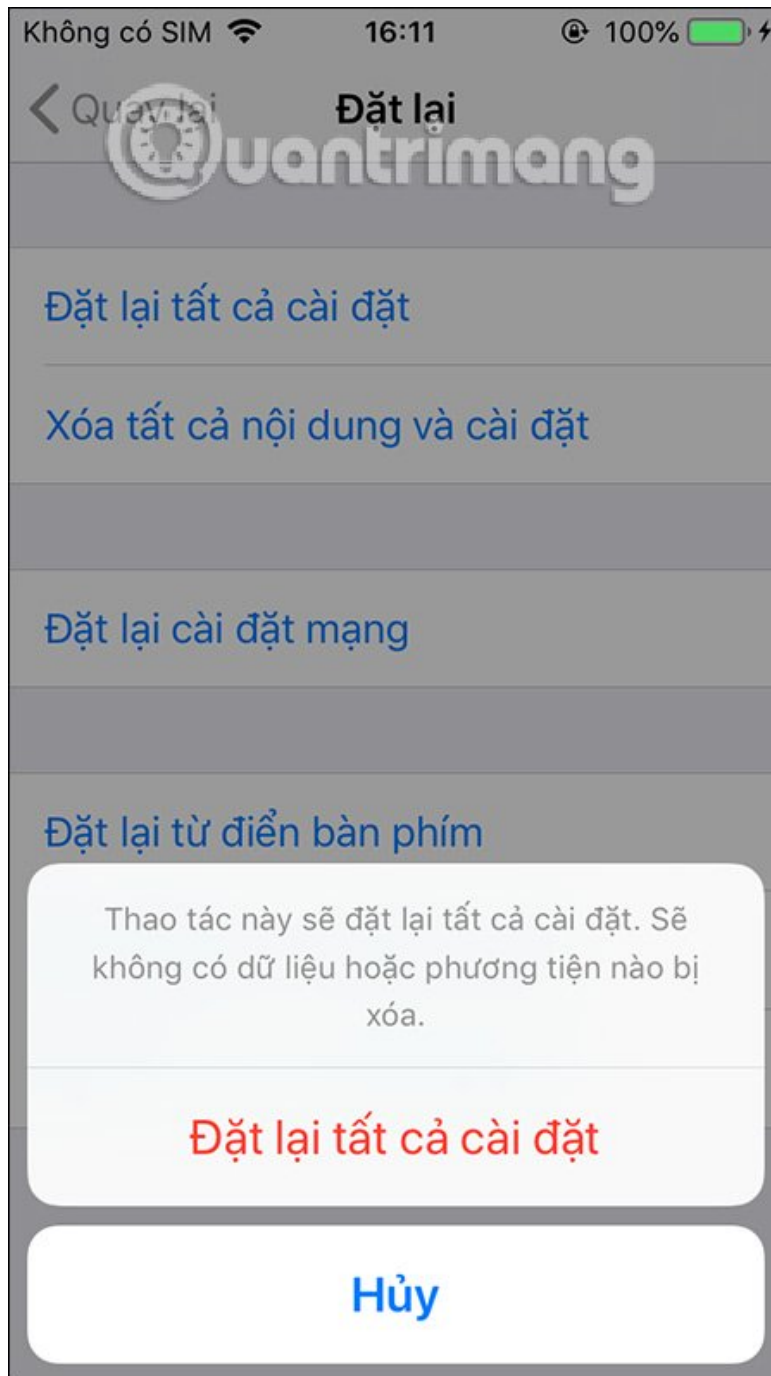 Không có SIM 16:11 100%
Quay lại Đặt lại
Quantrimang
Đặt lại tất cả cài đặt
Xóa tất cả nội dung và cài đặt
Đặt lại cài đặt mạng
Đặt lại từ điển bàn phím
Thao tác này sẽ đặt lại tất cả cài đặt. Sẽ
không có dữ liệu hoặc phương tiện nào bị
xóa.
Đặt lại tất cả cài đặt
Hủy